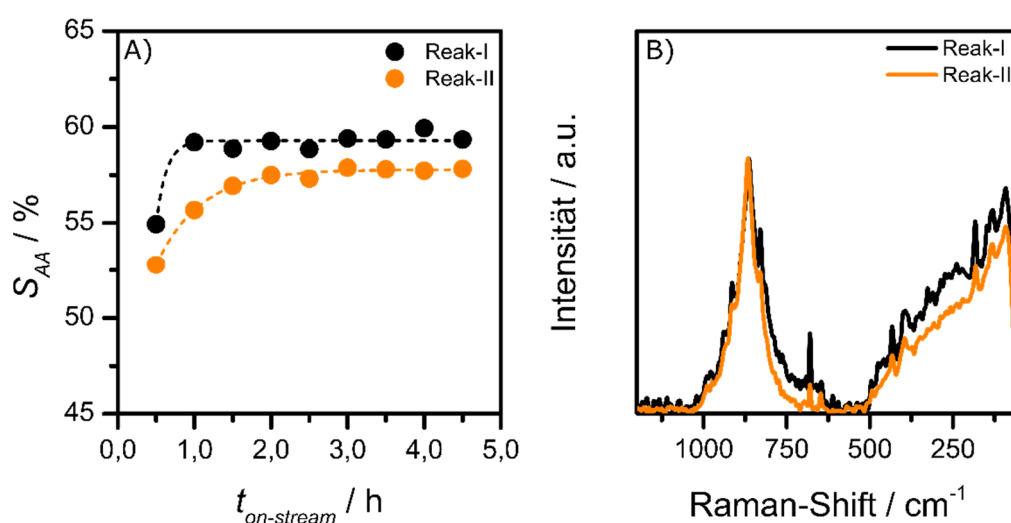 A)
Reak-I
Reak-II
65
60
55
50
45
S_AA / %
0,0 1,0 2,0 3,0 4,0 5,0
t_on-stream / h
B)
Reak-I
Reak-II
Intensität / a.u.
1000 750 500 250
Raman-Shift / cm⁻¹